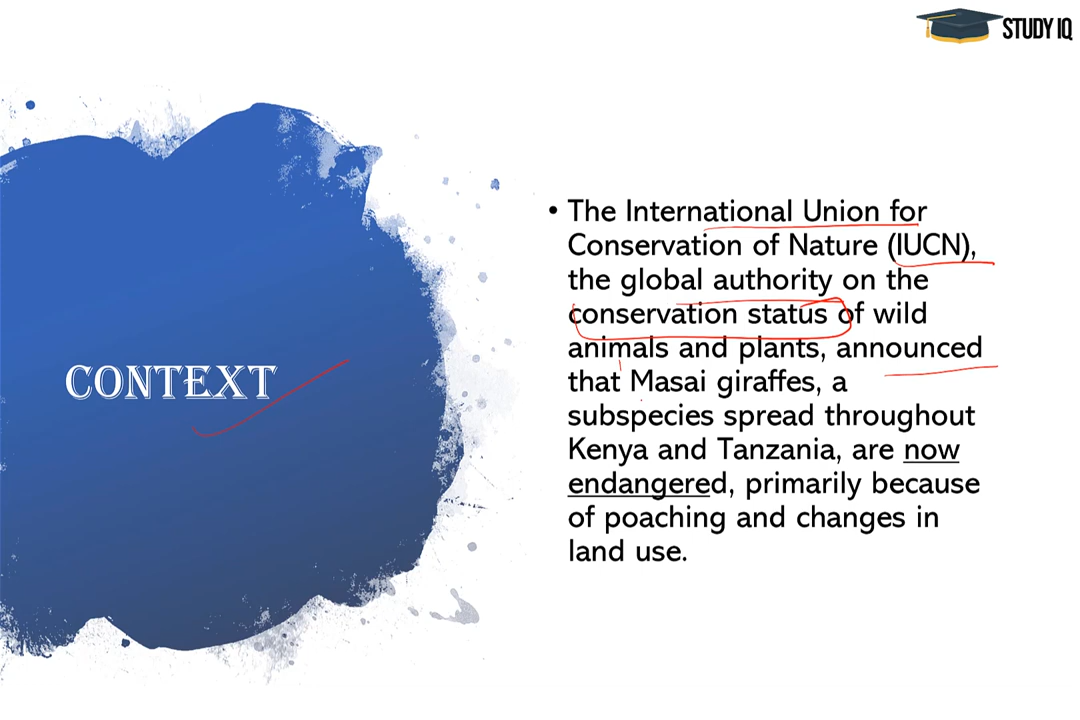 STUDY IQ
CONTEXT
• The International Union for
Conservation of Nature (IUCN),
the global authority on the
conservation status of wild
animals and plants, announced
that Masai giraffes, a
subspecies spread throughout
Kenya and Tanzania, are now
endangered, primarily because
of poaching and changes in
land use.